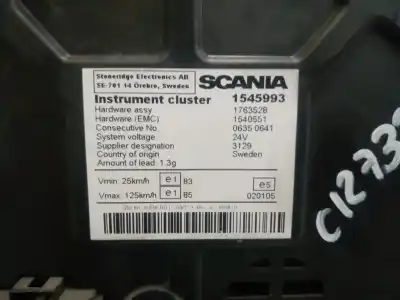 Stoneridge Electronics AB
SE-701 14 Örebro, Sweden
SCANIA
Instrument cluster 1545993
Hardware assy 1763528
Hardware (EMC) 1540551
Consecutive No 0635 0641
System voltage 24V
Supplier designation 3129
Country of origin Sweden
Amount of lead: 1.3g
Vmin: 25km/h e1 83
Vmax: 125km/h e1 85
e5
020105